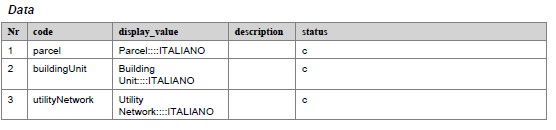 Data
Nr code display_value description status
1 parcel Parcel::::ITALIANO c
2 buildingUnit Building c
Unit::::ITALIANO
3 utilityNetwork Utility c
Network::::ITALIANO